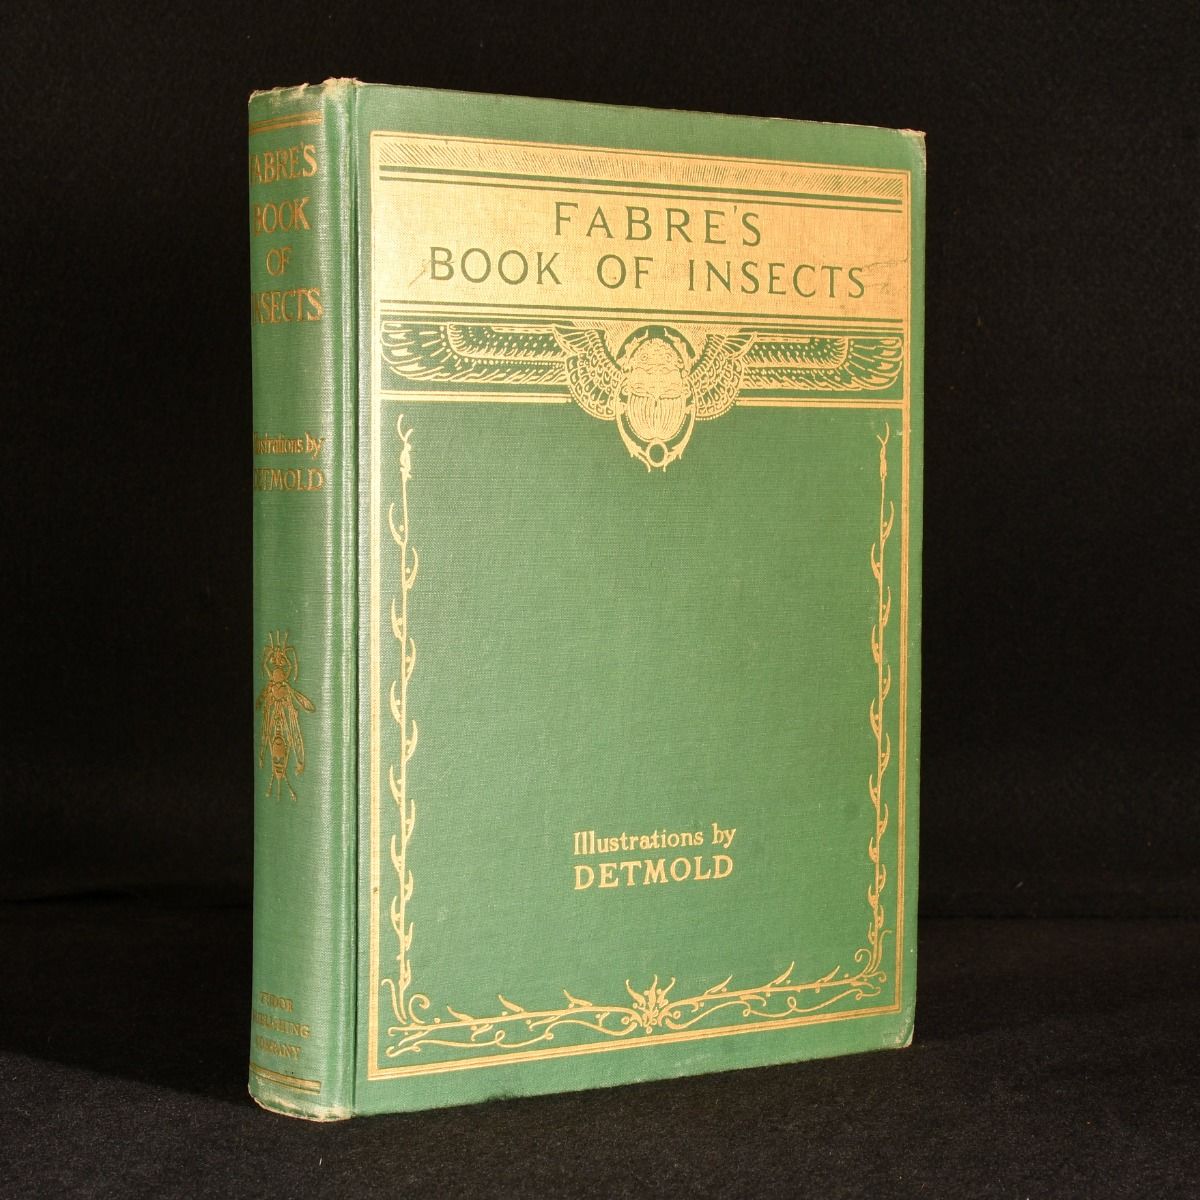 FABRE'S
BOOK
OF
INSECTS
Illustrations by
DETMOLD
TUDOR
PUBLISHING
COMPANY
FABRE'S
BOOK OF INSECTS
Illustrations by
DETMOLD